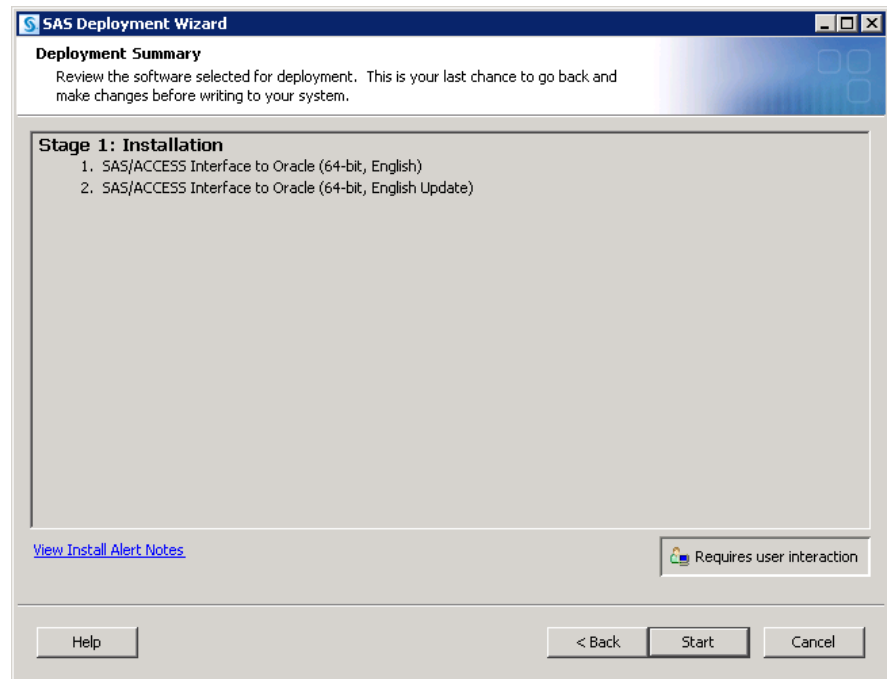 SAS Deployment Wizard
Deployment Summary
Review the software selected for deployment. This is your last chance to go back and
make changes before writing to your system.
Stage 1: Installation
1. SAS/ACCESS Interface to Oracle (64-bit, English)
2. SAS/ACCESS Interface to Oracle (64-bit, English Update)
View Install Alert Notes
Requires user interaction
Help
< Back
Start
Cancel